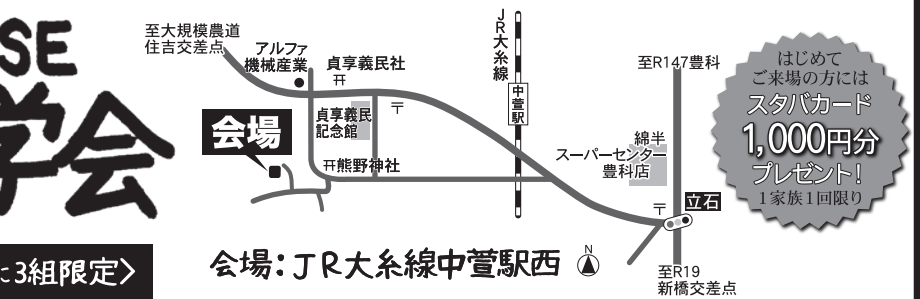 SE
学会
に3組限定〉
至大規模農道
住吉交差点
アルファ
機械産業
貞享義民社
〒
貞享義民
記念館
会場
熊野神社
JR大糸線
中萱駅
至R147豊科
綿半
スーパーセンター
豊科店
〒
立石
至R19
新橋交差点
N
会場：JR大糸線中萱駅西
はじめて
ご来場の方には
スタバカード
1,000円分
プレゼント！
1家族1回限り